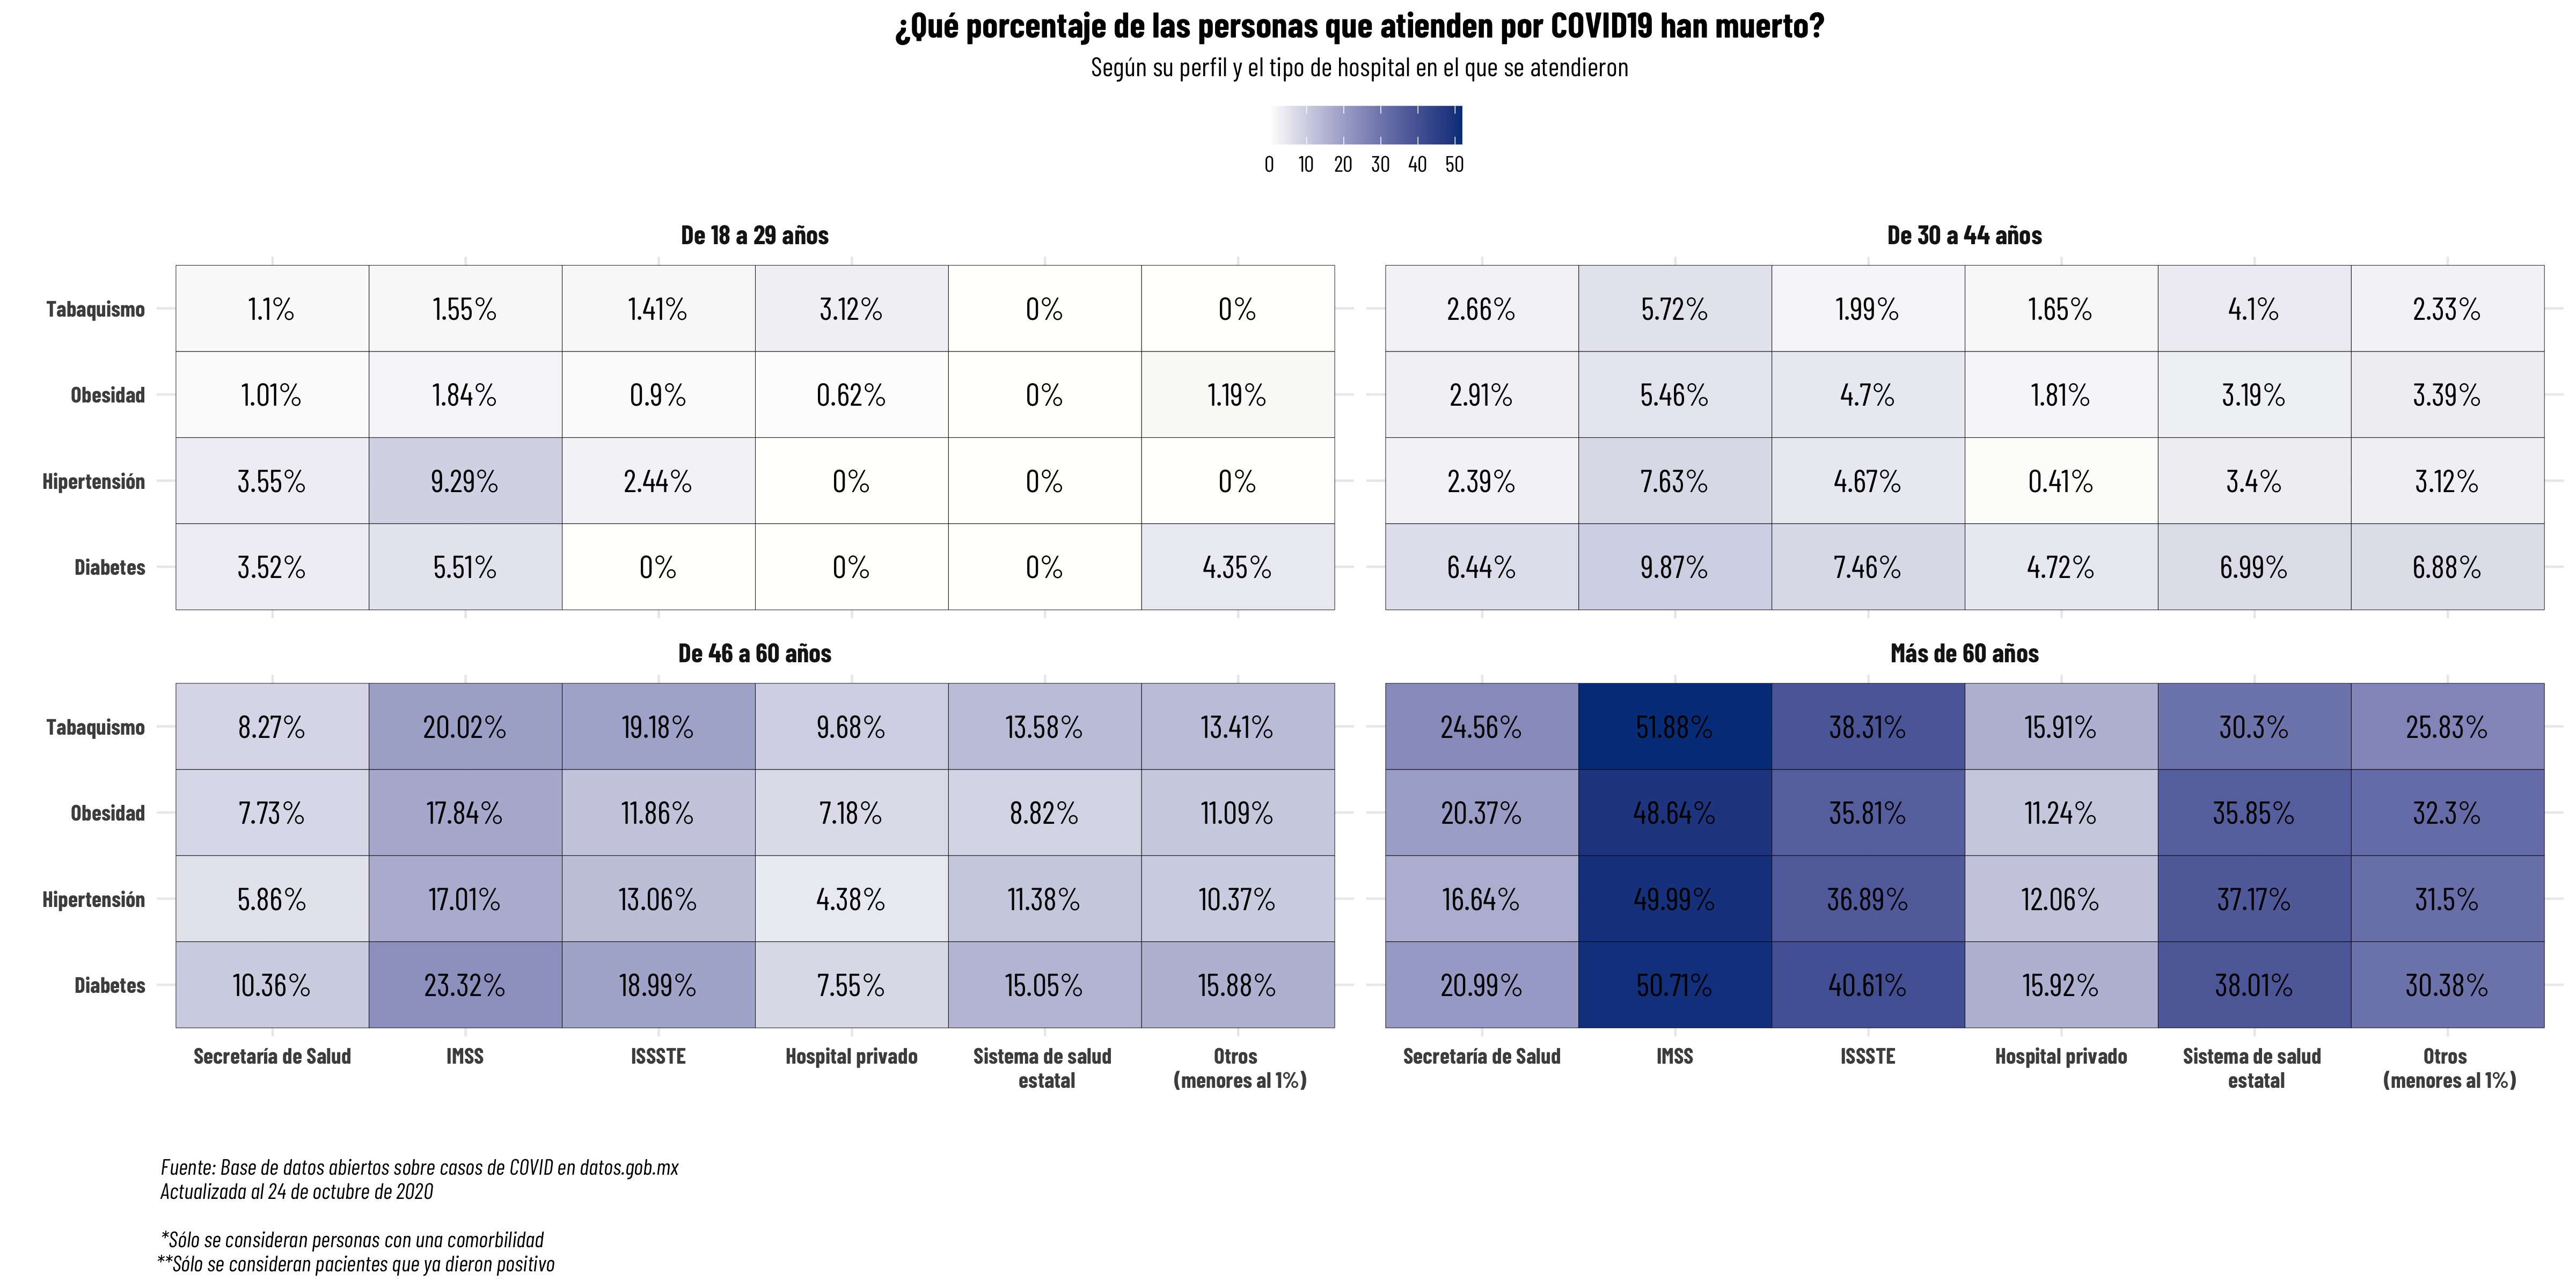 ¿Qué porcentaje de las personas que atienden por COVID19 han muerto?
Según su perfil y el tipo de hospital en el que se atendieron
0 10 20 30 40 50
De 18 a 29 años
Tabaquismo 1.1% 1.55% 1.41% 3.12% 0% 0%
Obesidad 1.01% 1.84% 0.9% 0.62% 0% 1.19%
Hipertensión 3.55% 9.29% 2.44% 0% 0% 0%
Diabetes 3.52% 5.51% 0% 0% 0% 4.35%
De 30 a 44 años
2.66% 5.72% 1.99% 1.65% 4.1% 2.33%
2.91% 5.46% 4.7% 1.81% 3.19% 3.39%
2.39% 7.63% 4.67% 0.41% 3.4% 3.12%
6.44% 9.87% 7.46% 4.72% 6.99% 6.88%
De 46 a 60 años
Tabaquismo 8.27% 20.02% 19.18% 9.68% 13.58% 13.41%
Obesidad 7.73% 17.84% 11.86% 7.18% 8.82% 11.09%
Hipertensión 5.86% 17.01% 13.06% 4.38% 11.38% 10.37%
Diabetes 10.36% 23.32% 18.99% 7.55% 15.05% 15.88%
Secretaría de Salud IMSS ISSSTE Hospital privado Sistema de salud Otros
estatal (menores al 1%)
Más de 60 años
24.56% 51.88% 38.31% 15.91% 30.3% 25.83%
20.37% 48.64% 35.81% 11.24% 35.85% 32.3%
16.64% 49.99% 36.89% 12.06% 37.17% 31.5%
20.99% 50.71% 40.61% 15.92% 38.01% 30.38%
Secretaría de Salud IMSS ISSSTE Hospital privado Sistema de salud Otros
estatal (menores al 1%)
Fuente: Base de datos abiertos sobre casos de COVID en datos.gob.mx
Actualizada al 24 de octubre de 2020
*Sólo se consideran personas con una comorbilidad
**Sólo se consideran pacientes que ya dieron positivo